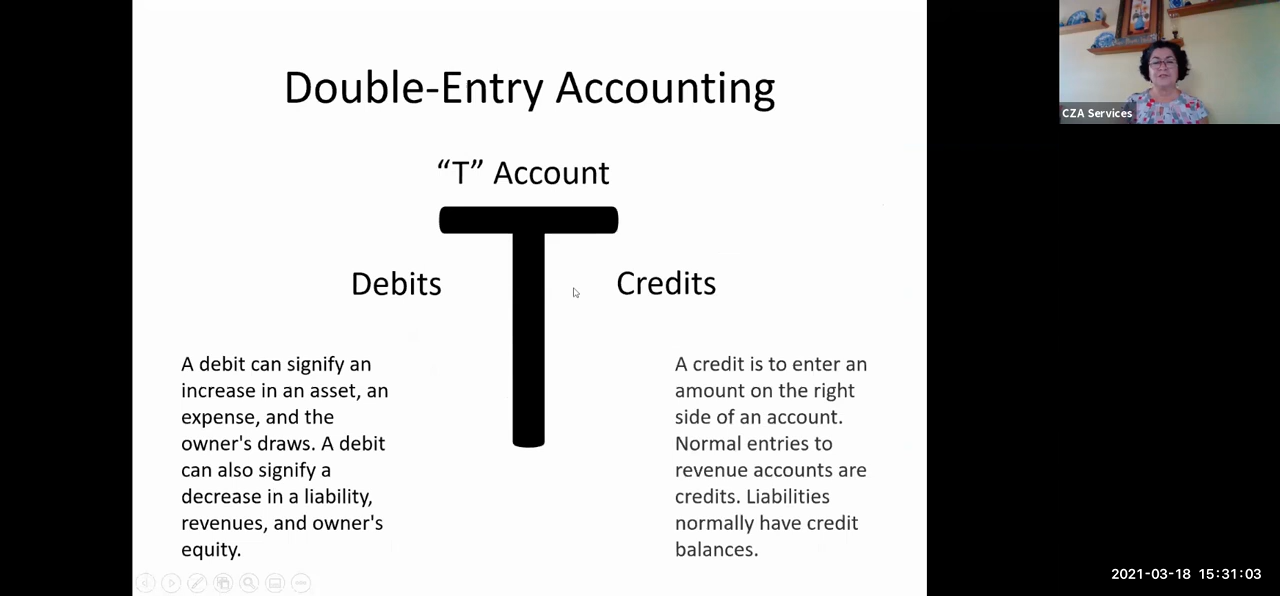 Double-Entry Accounting
“T” Account
Debits
Credits
A debit can signify an
increase in an asset, an
expense, and the
owner's draws. A debit
can also signify a
decrease in a liability,
revenues, and owner's
equity.
A credit is to enter an
amount on the right
side of an account.
Normal entries to
revenue accounts are
credits. Liabilities
normally have credit
balances.
CZA Services
2021-03-18 15:31:03